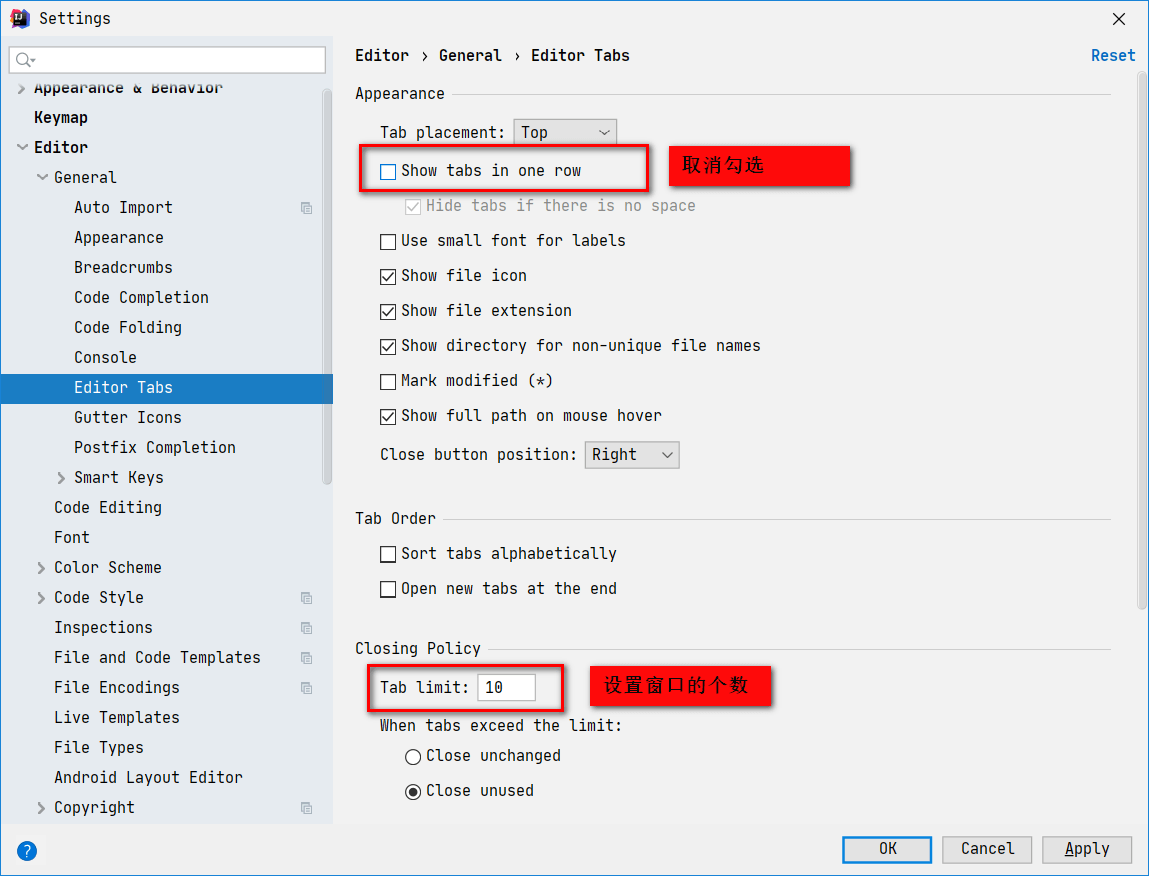 Settings
Editor › General › Editor Tabs
Reset
Appearance & Behavior
Keymap
Editor
General
Auto Import
Appearance
Breadcrumbs
Code Completion
Code Folding
Console
Editor Tabs
Gutter Icons
Postfix Completion
Smart Keys
Code Editing
Font
Color Scheme
Code Style
Inspections
File and Code Templates
File Encodings
Live Templates
File Types
Android Layout Editor
Copyright
Appearance
Tab placement: Top
Show tabs in one row
取消勾选
Hide tabs if there is no space
Use small font for labels
Show file icon
Show file extension
Show directory for non-unique file names
Mark modified (*)
Show full path on mouse hover
Close button position: Right
Tab Order
Sort tabs alphabetically
Open new tabs at the end
Closing Policy
Tab limit: 10
设置窗口的个数
When tabs exceed the limit:
Close unchanged
Close unused
?
OK
Cancel
Apply